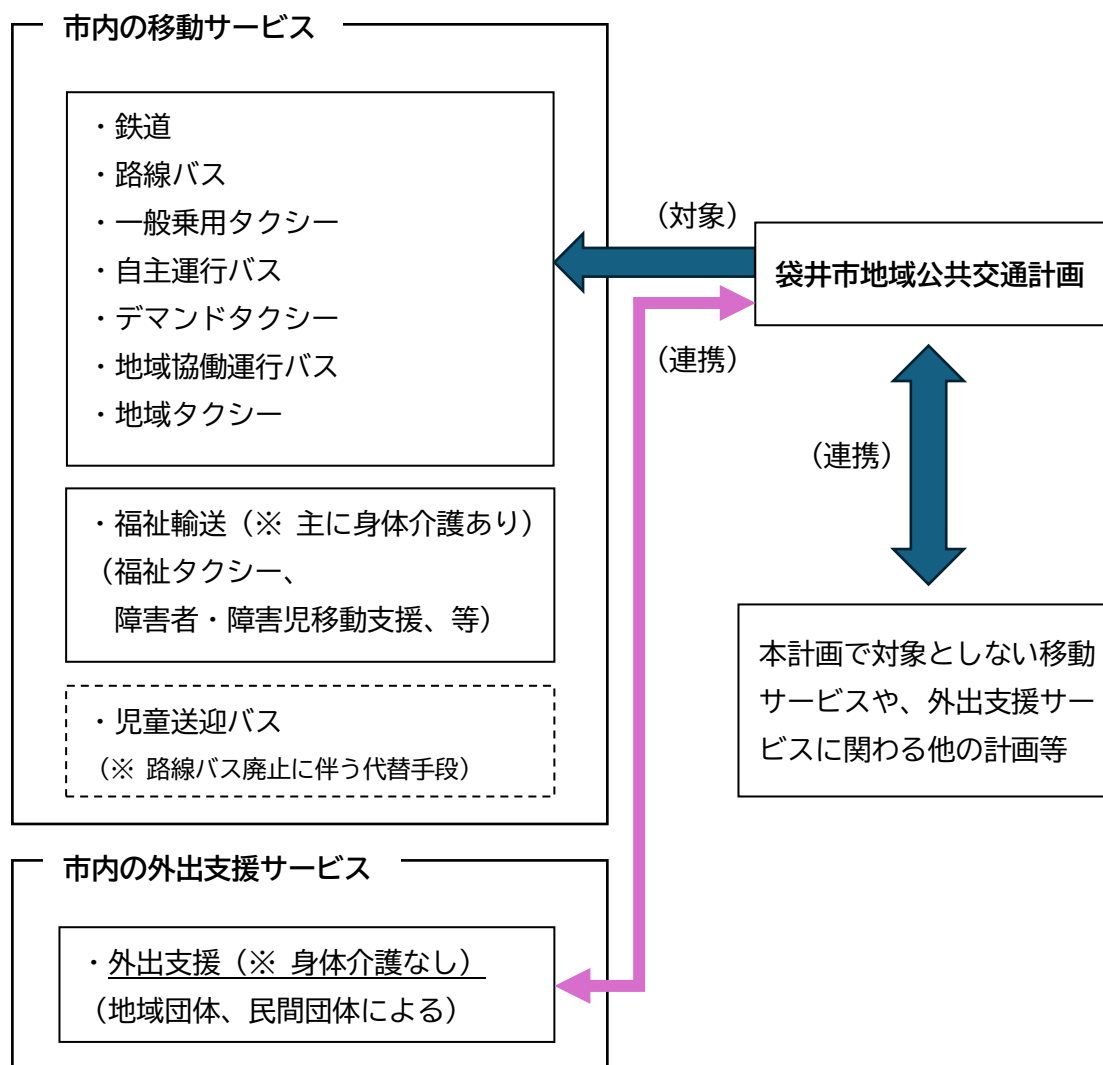 市内の移動サービス
・鉄道
・路線バス
・一般乗用タクシー
・自主運行バス
・デマンドタクシー
・地域協働運行バス
・地域タクシー
・福祉輸送（※ 主に身体介護あり）
（福祉タクシー、
障害者・障害児移動支援、等）
・児童送迎バス
（※ 路線バス廃止に伴う代替手段）
市内の外出支援サービス
・外出支援（※ 身体介護なし）
（地域団体、民間団体による）
（対象）
（連携）
袋井市地域公共交通計画
（連携）
本計画で対象としない移動
サービスや、外出支援サー
ビスに関わる他の計画等